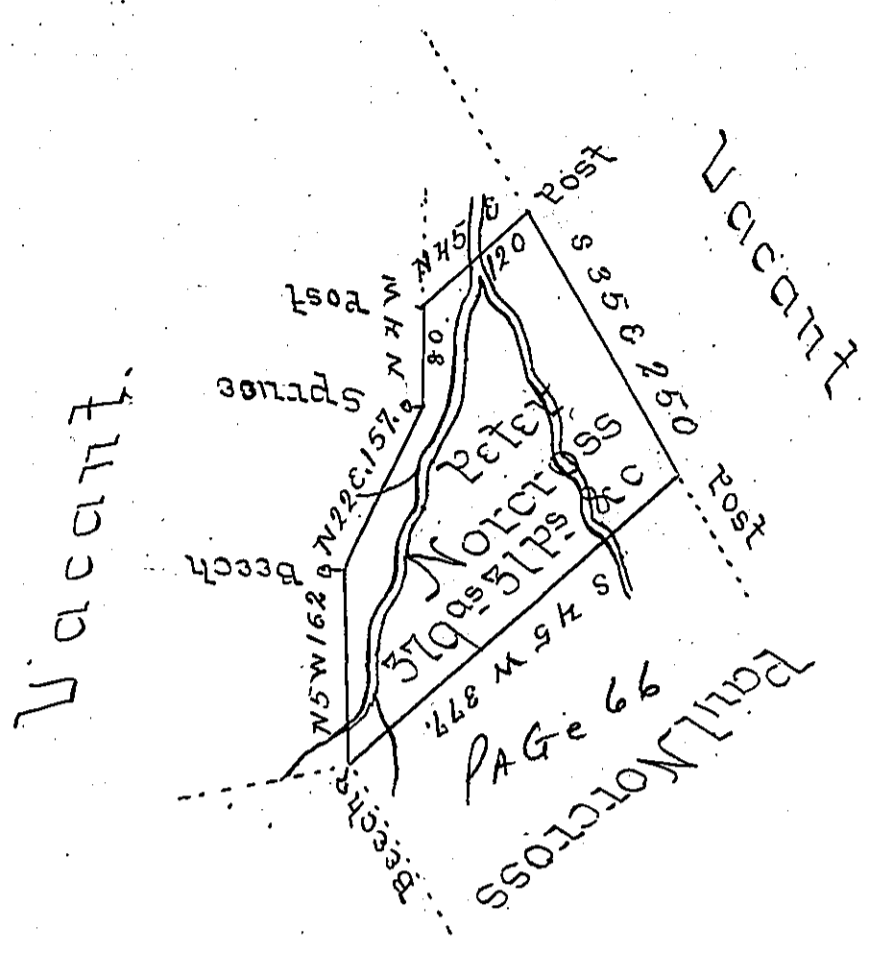 Vacant.
Vacant
Post
N 45 E
120
Post
N 4 W
80.
Spruce
S 35 E 250
N 22 E. 157.
Peter
Norcross
379 as 31 ps &c
Beech
Post
N 5 W 162
S 45 W 377.
PAGe 66
Beech
Paul Norcross